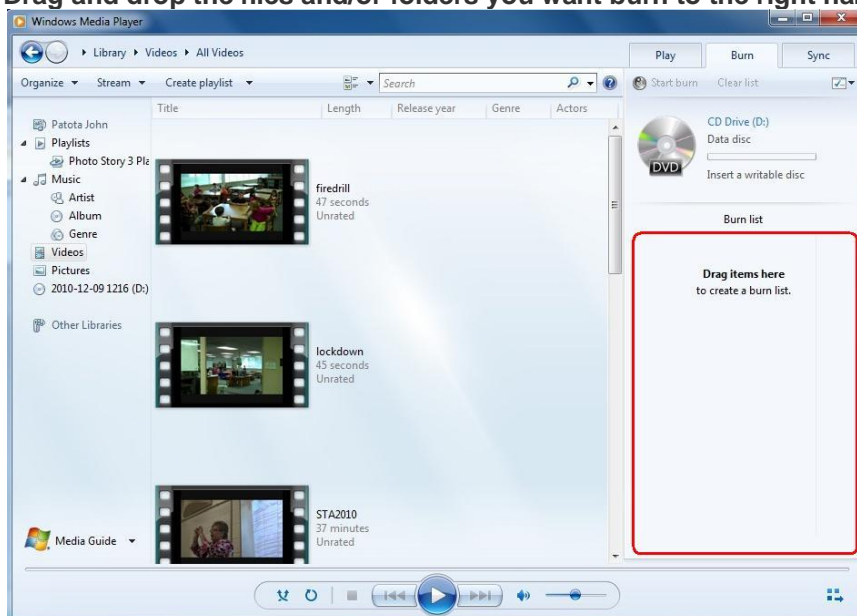 Drag and drop the files and/or folders you want burn to the right
Windows Media Player
Library Videos All Videos
Play Burn Sync
Organize Stream Create playlist Search Start burn Clear list
Title Length Release year Genre Actors
Patota John
Playlists
Photo Story 3 Pla
Music
Artist
Album
Genre
Videos
Pictures
2010-12-09 1216 (D:)
Other Libraries
Media Guide
firedrill
47 seconds
Unrated
lockdown
45 seconds
Unrated
STA2010
37 minutes
Unrated
CD Drive (D:)
Data disc
DVD
Insert a writable disc
Burn list
Drag items here
to create a burn list.